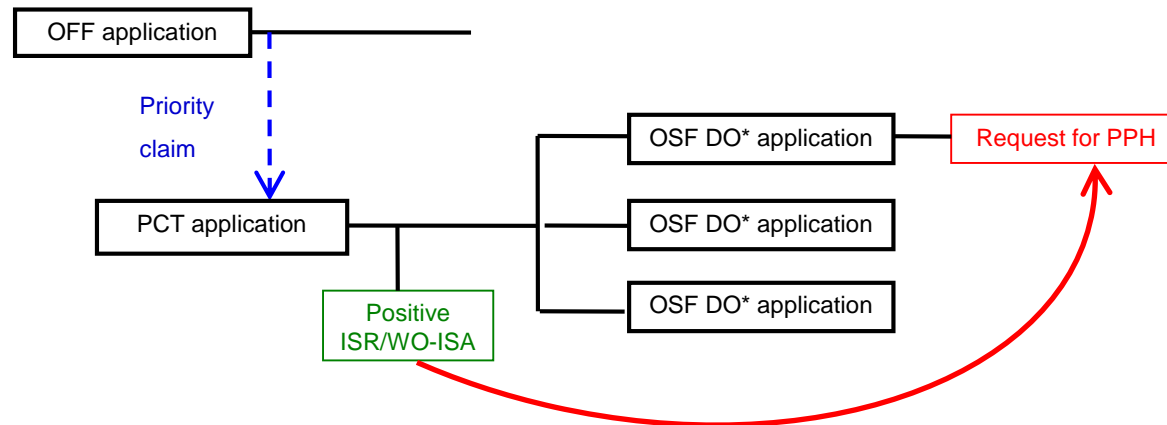 OFF application
Priority
claim
OSF DO* application
Request for PPH
PCT application
OSF DO* application
Positive
ISR/WO-ISA
OSF DO* application